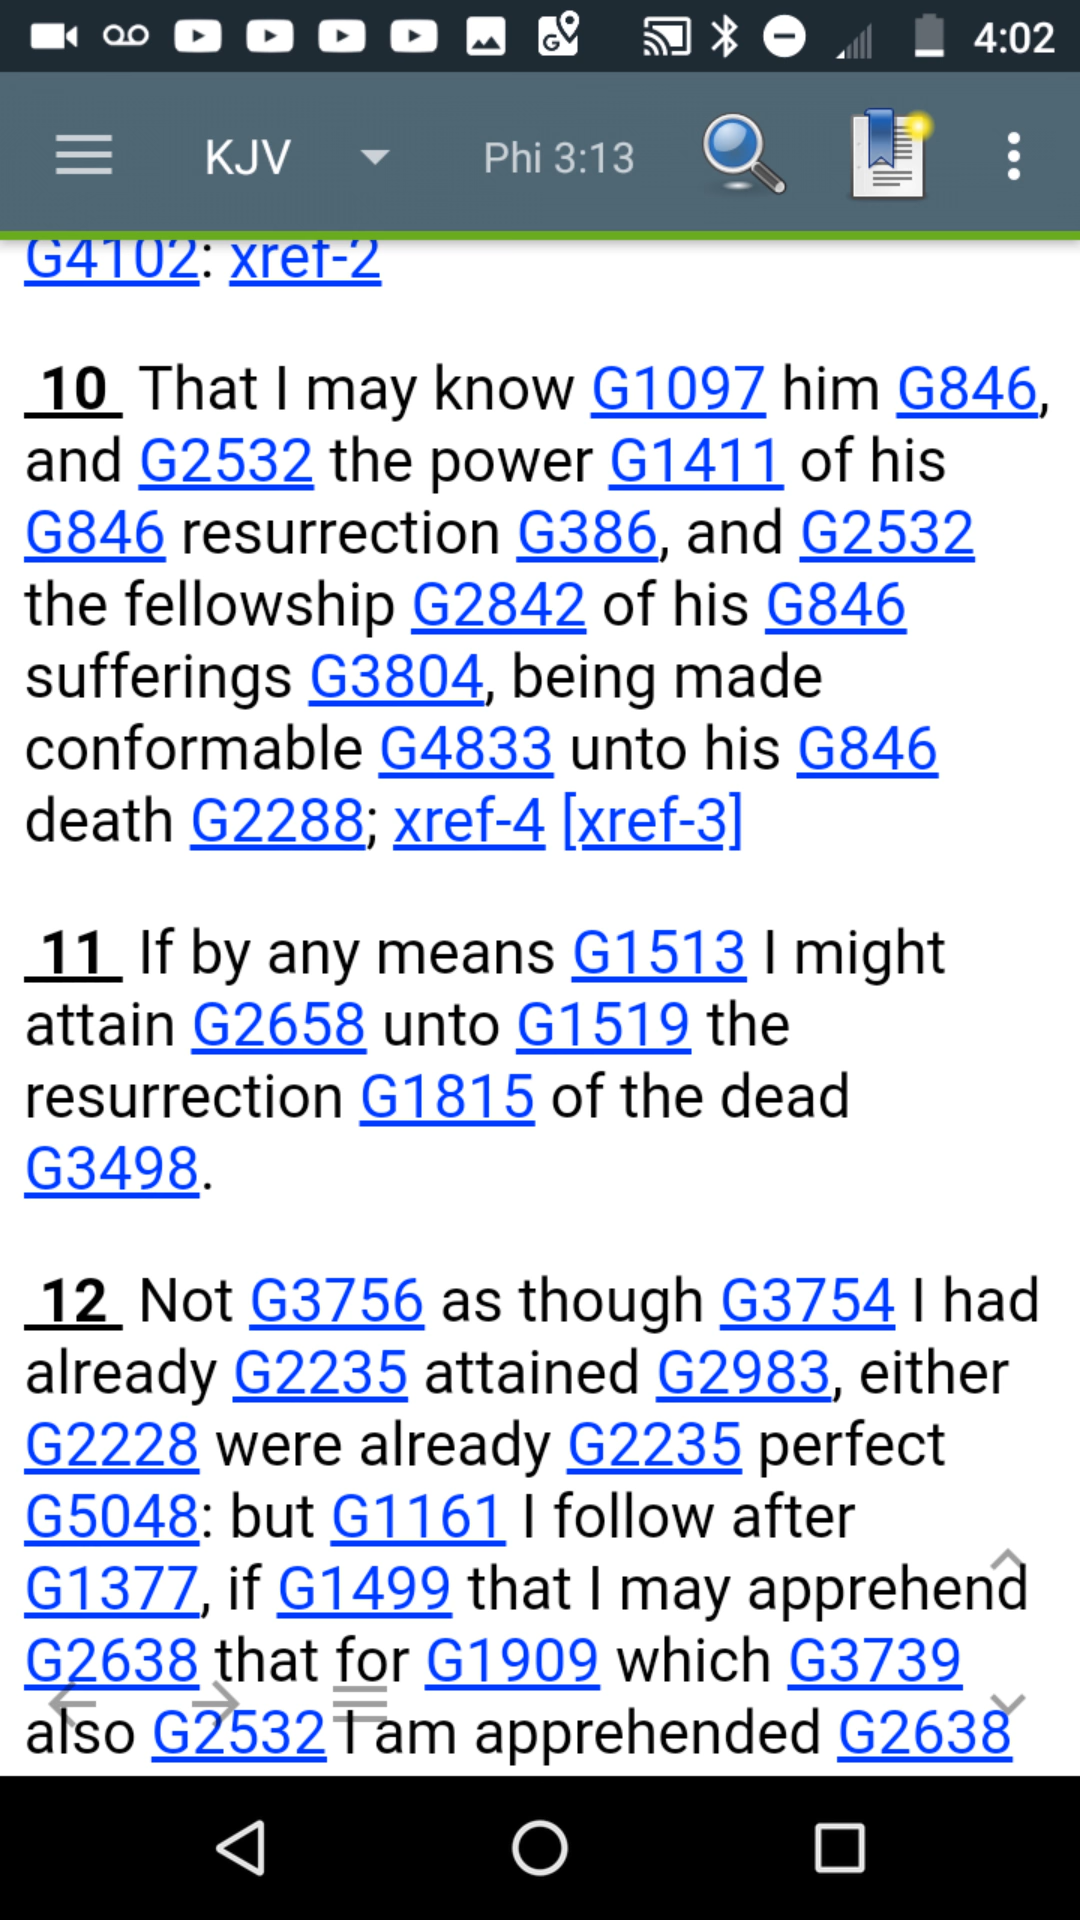 4:02
KJV Phi 3:13
G4102: xref-2
10 That I may know G1097 him G846,
and G2532 the power G1411 of his
G846 resurrection G386, and G2532
the fellowship G2842 of his G846
sufferings G3804, being made
conformable G4833 unto his G846
death G2288; xref-4 [xref-3]
11 If by any means G1513 I might
attain G2658 unto G1519 the
resurrection G1815 of the dead
G3498.
12 Not G3756 as though G3754 I had
already G2235 attained G2983, either
G2228 were already G2235 perfect
G5048: but G1161 I follow after
G1377, if G1499 that I may apprehend
G2638 that for G1909 which G3739
also G2532 I am apprehended G2638